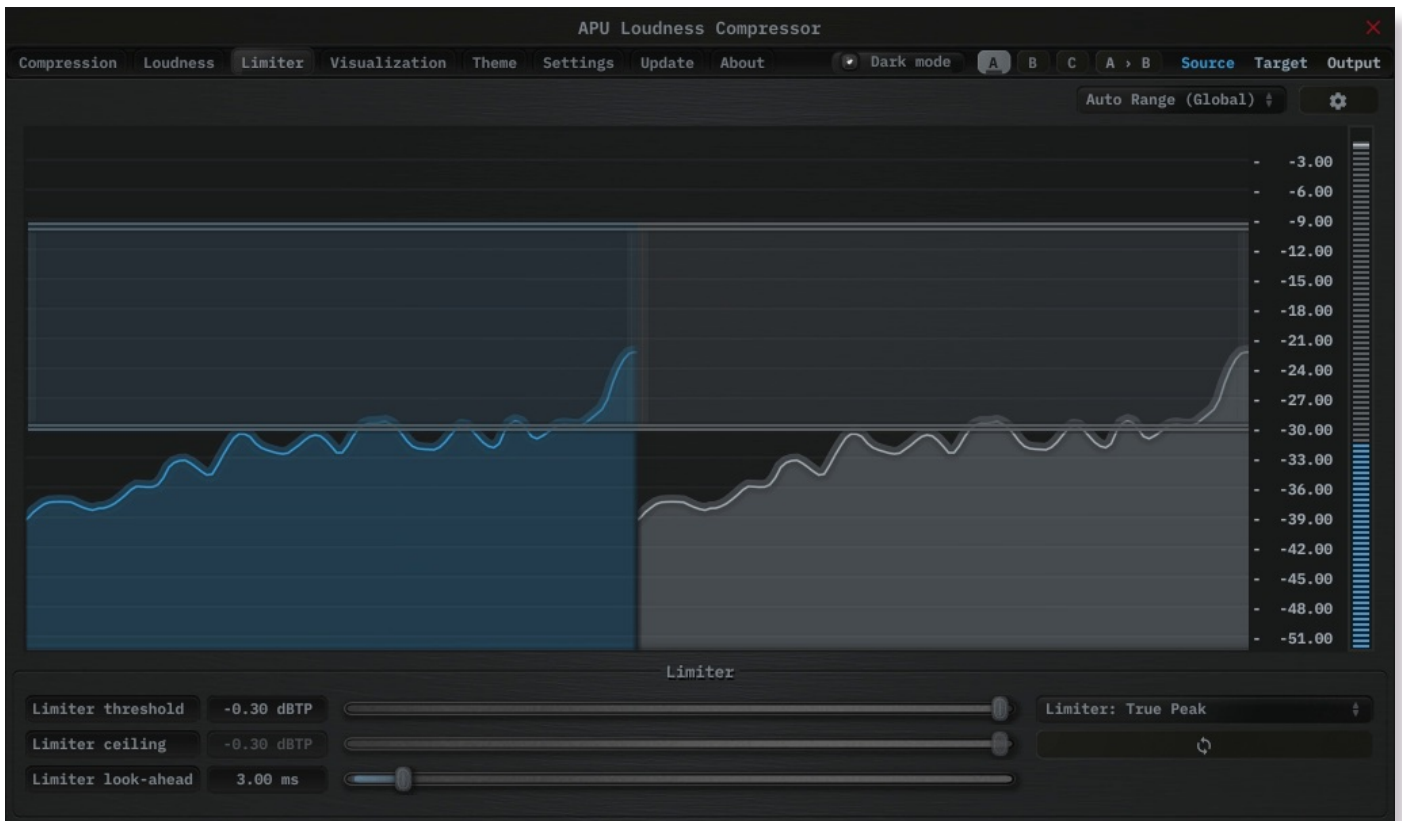 APU Loudness Compressor
Compression Loudness Limiter Visualization Theme Settings Update About Dark mode A B C A › B Source Target Output
Auto Range (Global)
- -3.00
- -6.00
- -9.00
- -12.00
- -15.00
- -18.00
- -21.00
- -24.00
- -27.00
- -30.00
- -33.00
- -36.00
- -39.00
- -42.00
- -45.00
- -48.00
- -51.00
Limiter
Limiter threshold -0.30 dBTP Limiter: True Peak
Limiter ceiling -0.30 dBTP
Limiter look-ahead 3.00 ms